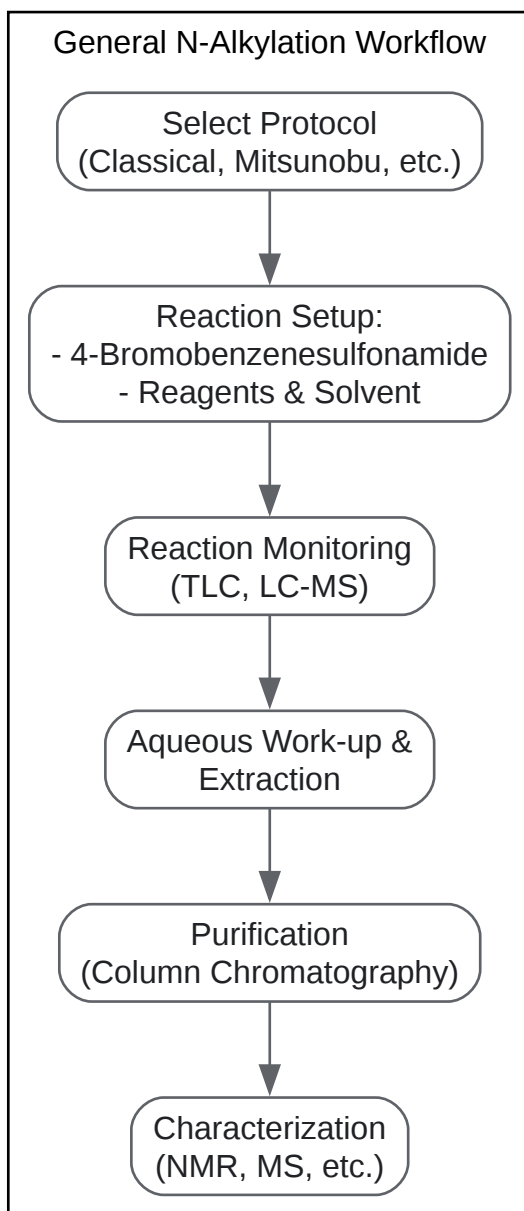 General N-Alkylation Workflow
Select Protocol
(Classical, Mitsunobu, etc.)
Reaction Setup:
- 4-Bromobenzenesulfonamide
- Reagents & Solvent
Reaction Monitoring
(TLC, LC-MS)
Aqueous Work-up &
Extraction
Purification
(Column Chromatography)
Characterization
(NMR, MS, etc.)